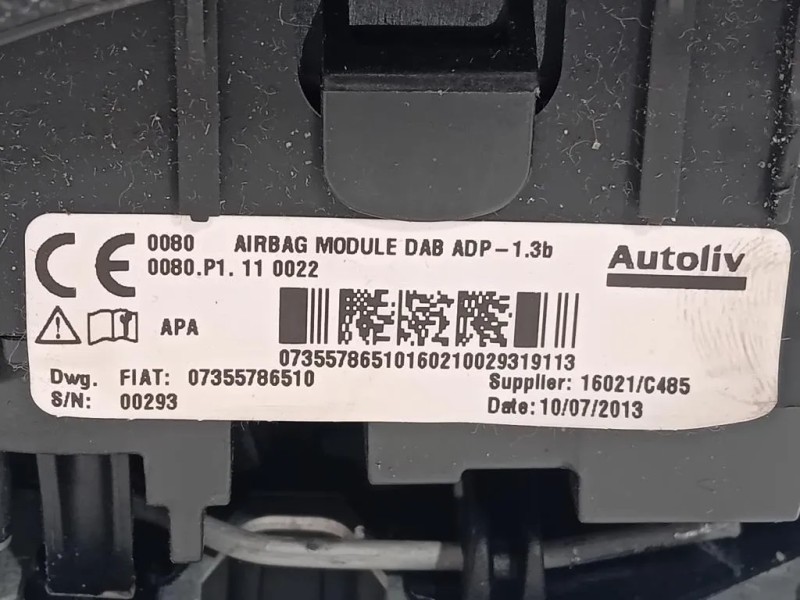 CE 0080 AIRBAG MODULE DAB ADP-1.3b
0080.P1. 11 0022
Autoliv
APA
07355786510160210029319113
Dwg. FIAT: 07355786510
Supplier: 16021/C485
S/N: 00293
Date: 10/07/2013